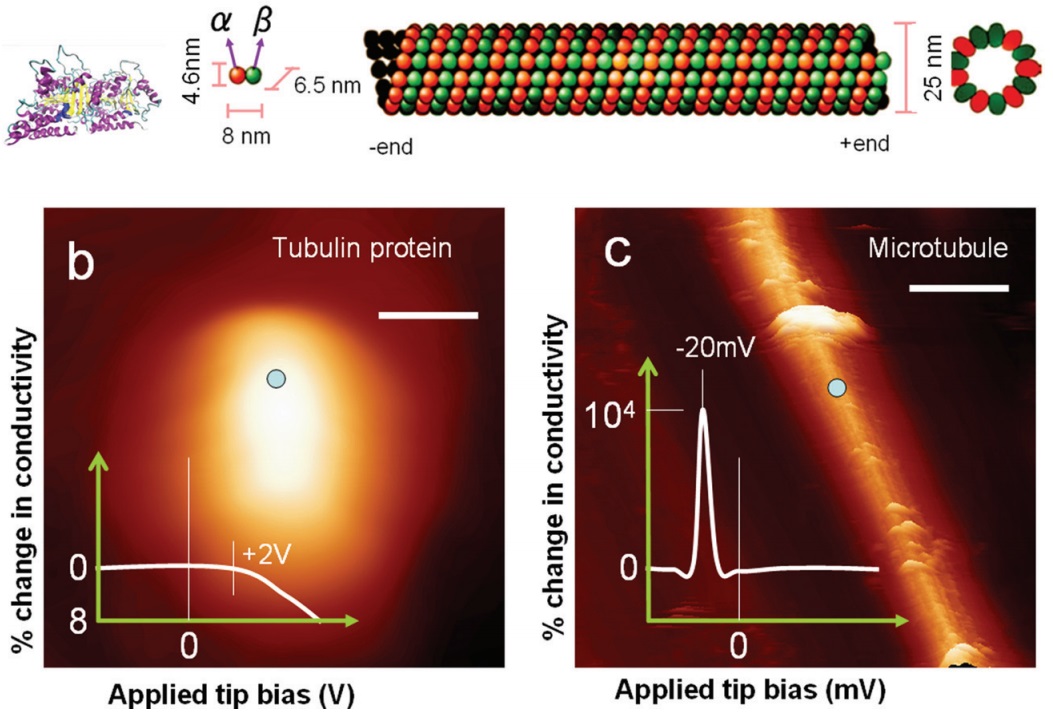 α β
4.6nm
6.5 nm
8 nm
-end
+end
25 nm
b
Tubulin protein
% change in conductivity
+2V
0
8
0
Applied tip bias (V)
c
Microtubule
% change in conductivity
-20mV
10⁴
0
0
Applied tip bias (mV)